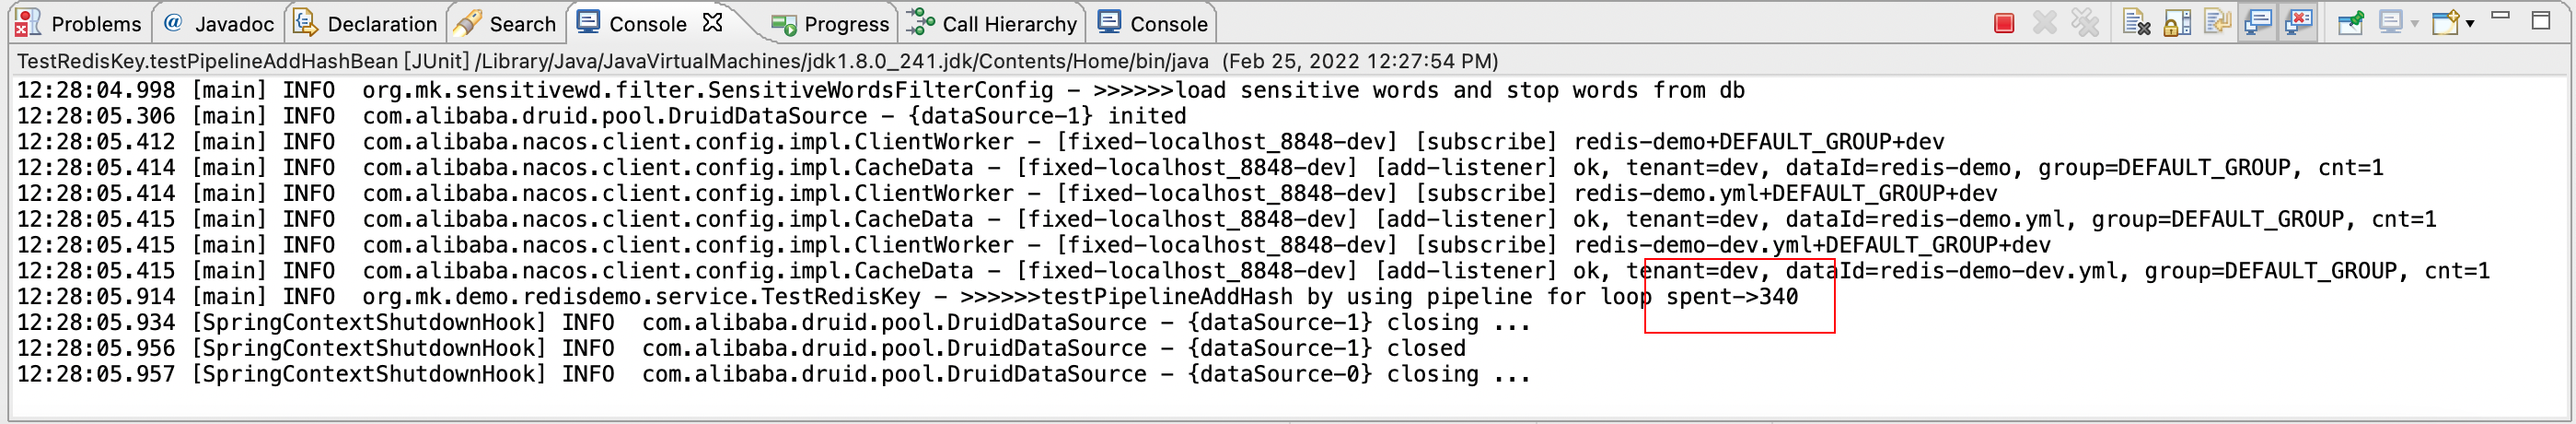 Problems @ Javadoc Declaration Search Console Progress Call Hierarchy Console
TestRedisKey.testPipelineAddHashBean [JUnit] /Library/Java/JavaVirtualMachines/jdk1.8.0_241.jdk/Contents/Home/bin/java (Feb 25, 2022 12:27:54 PM)
12:28:04.998 [main] INFO  org.mk.sensitivewd.filter.SensitiveWordsFilterConfig - >>>>>>load sensitive words and stop words from db
12:28:05.306 [main] INFO  com.alibaba.druid.pool.DruidDataSource - {dataSource-1} inited
12:28:05.412 [main] INFO  com.alibaba.nacos.client.config.impl.ClientWorker - [fixed-localhost_8848-dev] [subscribe] redis-demo+DEFAULT_GROUP+dev
12:28:05.414 [main] INFO  com.alibaba.nacos.client.config.impl.CacheData - [fixed-localhost_8848-dev] [add-listener] ok, tenant=dev, dataId=redis-demo, group=DEFAULT_GROUP, cnt=1
12:28:05.414 [main] INFO  com.alibaba.nacos.client.config.impl.ClientWorker - [fixed-localhost_8848-dev] [subscribe] redis-demo.yml+DEFAULT_GROUP+dev
12:28:05.415 [main] INFO  com.alibaba.nacos.client.config.impl.CacheData - [fixed-localhost_8848-dev] [add-listener] ok, tenant=dev, dataId=redis-demo.yml, group=DEFAULT_GROUP, cnt=1
12:28:05.415 [main] INFO  com.alibaba.nacos.client.config.impl.ClientWorker - [fixed-localhost_8848-dev] [subscribe] redis-demo-dev.yml+DEFAULT_GROUP+dev
12:28:05.415 [main] INFO  com.alibaba.nacos.client.config.impl.CacheData - [fixed-localhost_8848-dev] [add-listener] ok, tenant=dev, dataId=redis-demo-dev.yml, group=DEFAULT_GROUP, cnt=1
12:28:05.914 [main] INFO  org.mk.demo.redisdemo.service.TestRedisKey - >>>>>>testPipelineAddHash by using pipeline for loop spent->340
12:28:05.934 [SpringContextShutdownHook] INFO  com.alibaba.druid.pool.DruidDataSource - {dataSource-1} closing ...
12:28:05.956 [SpringContextShutdownHook] INFO  com.alibaba.druid.pool.DruidDataSource - {dataSource-1} closed
12:28:05.957 [SpringContextShutdownHook] INFO  com.alibaba.druid.pool.DruidDataSource - {dataSource-0} closing ...